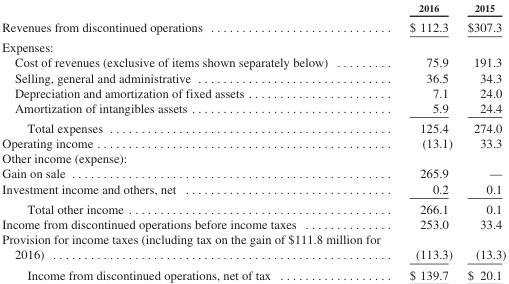 2016 2015
Revenues from discontinued operations ............................ $ 112.3 $307.3
Expenses:
Cost of revenues (exclusive of items shown separately below) ......... 75.9 191.3
Selling, general and administrative ............................... 36.5 34.3
Depreciation and amortization of fixed assets ....................... 7.1 24.0
Amortization of intangibles assets ................................ 5.9 24.4
Total expenses ............................................. 125.4 274.0
Operating income ............................................... (13.1) 33.3
Other income (expense):
Gain on sale ................................................... 265.9 —
Investment income and others, net ................................. 0.2 0.1
Total other income .......................................... 266.1 0.1
Income from discontinued operations before income taxes .............. 253.0 33.4
Provision for income taxes (including tax on the gain of $111.8 million for
2016) ...................................................... (113.3) (13.3)
Income from discontinued operations, net of tax .................. $ 139.7 $ 20.1